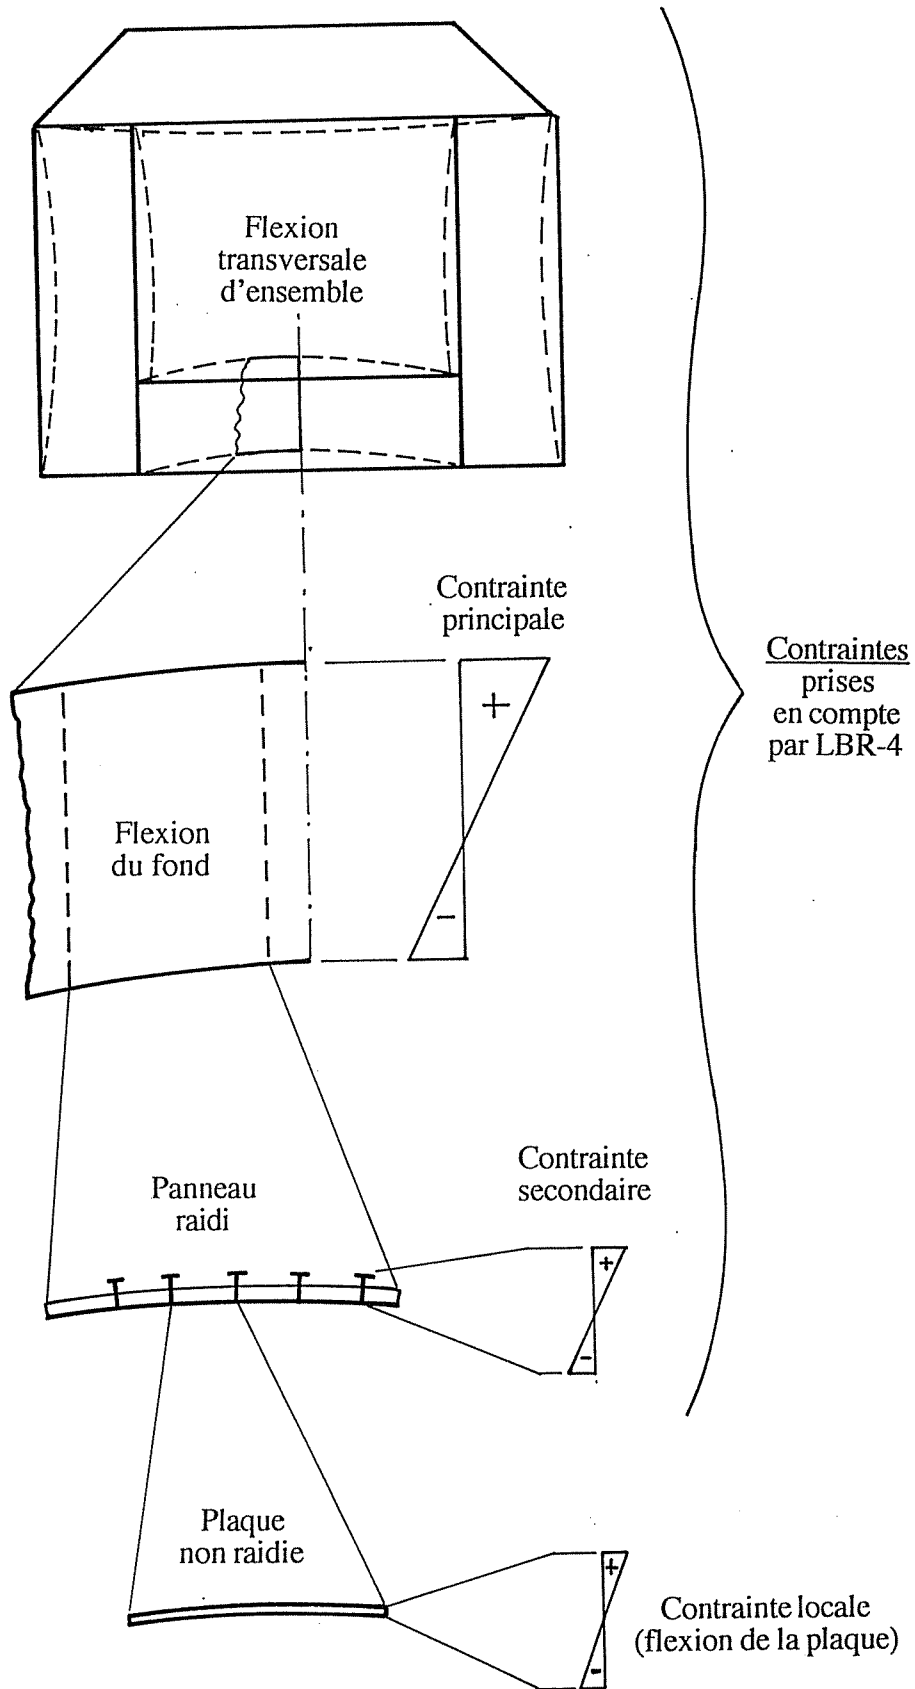 Flexion
transversale
d'ensemble
Contrainte
principale
+
-
Contraintes
prises
en compte
par LBR-4
Flexion
du fond
Contrainte
secondaire
Panneau
raidi
+
-
Plaque
non raidie
+
-
Contrainte locale
(flexion de la plaque)